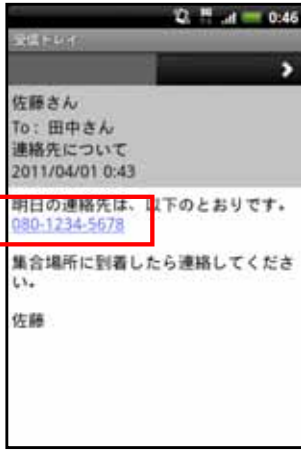 0:46
受信トレイ
佐藤さん
To: 田中さん
連絡先について
2011/04/01 0:43
明日の連絡先は、以下のとおりです。
080-1234-5678
集合場所に到着したら連絡してくださ
い。
佐藤